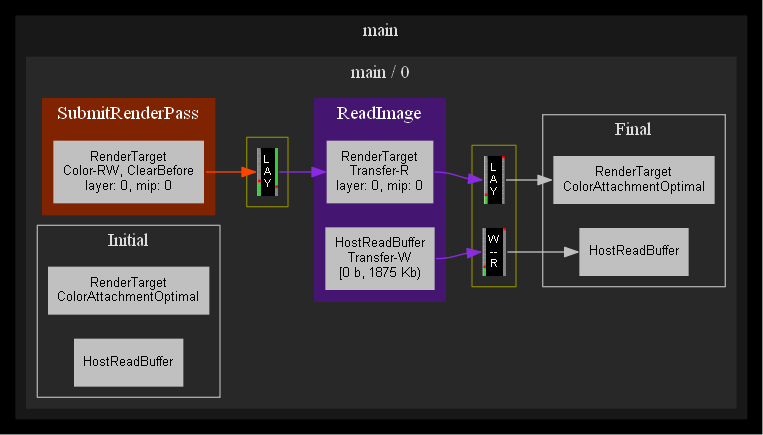 main
main / 0
SubmitRenderPass
RenderTarget
Color-RW, ClearBefore
layer: 0, mip: 0
L
A
Y
ReadImage
RenderTarget
Transfer-R
layer: 0, mip: 0
HostReadBuffer
Transfer-W
[0 b, 1875 Kb)
L
A
Y
W
--
R
Final
RenderTarget
ColorAttachmentOptimal
HostReadBuffer
Initial
RenderTarget
ColorAttachmentOptimal
HostReadBuffer